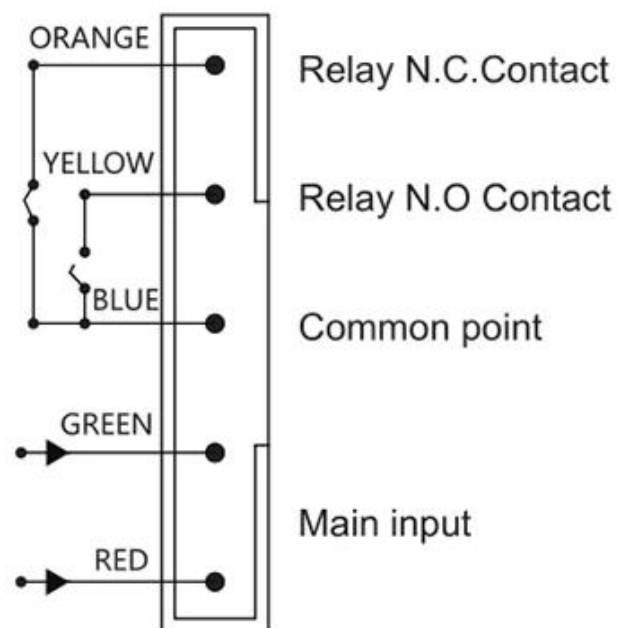 ORANGE
Relay N.C.Contact
YELLOW
Relay N.O Contact
BLUE
Common point
GREEN
Main input
RED